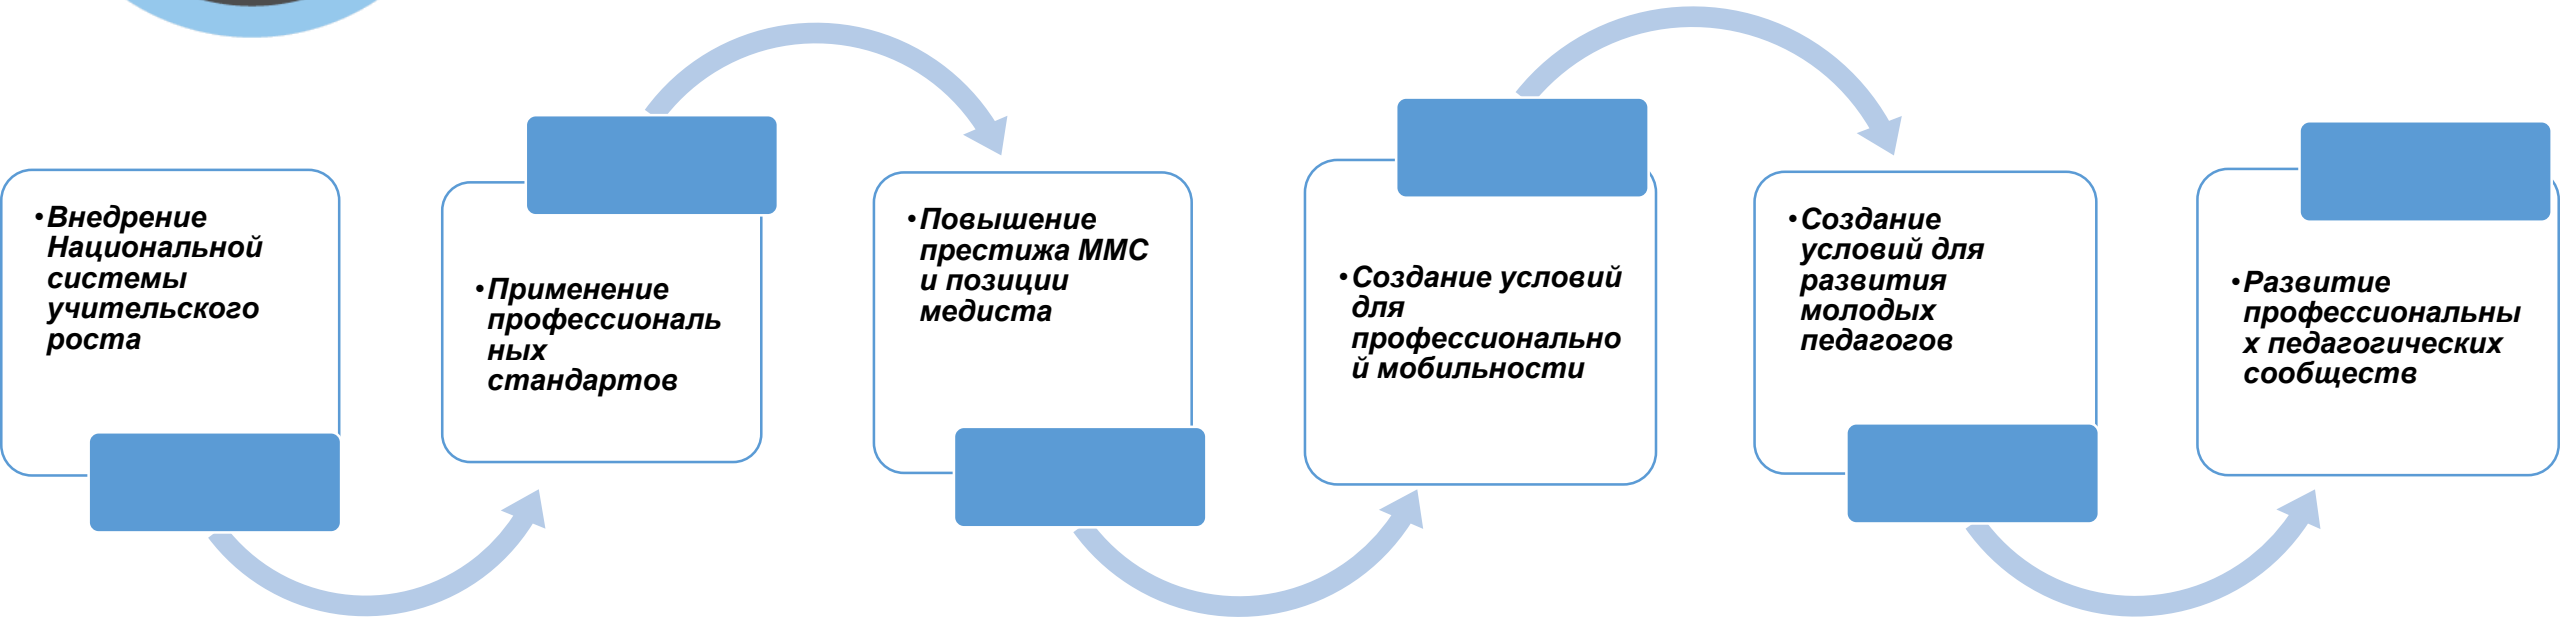 •Внедрение
Национальной
системы
учительского
роста
•Применение
профессиональ
ных
стандартов
•Повышение
престижа ММС
и позиции
медиста
•Создание условий
для
профессионально
й мобильности
•Создание
условий для
развития
молодых
педагогов
•Развитие
профессиональны
х педагогических
сообществ